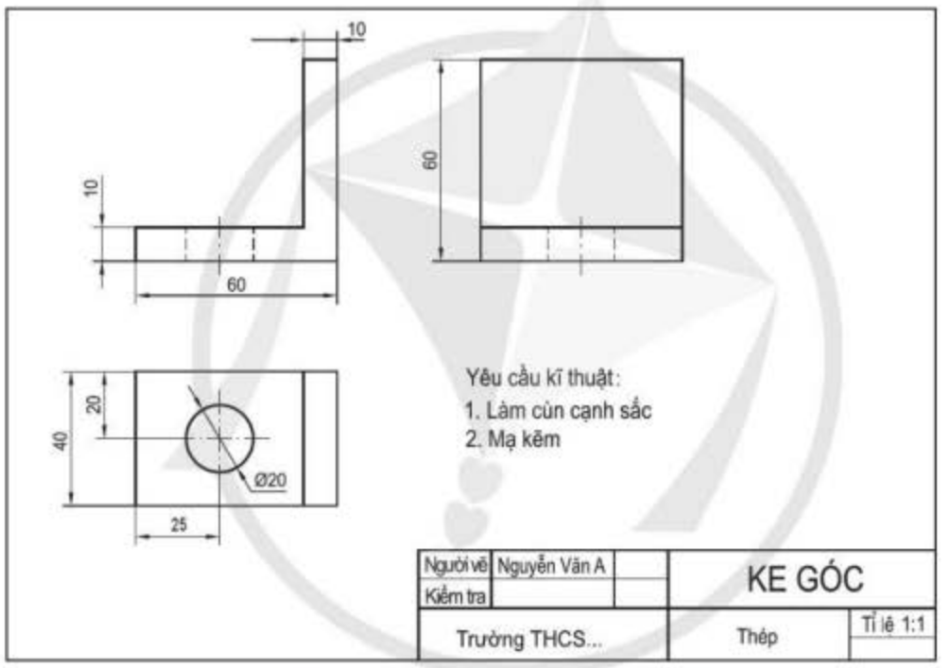 10
10
60
60
20
40
Ø20
25
Yêu cầu kĩ thuật:
1. Làm cùn cạnh sắc
2. Mạ kẽm
Người vẽ Nguyễn Văn A
Kiểm tra
KE GÓC
Trường THCS...
Thép
Tỉ lệ 1:1